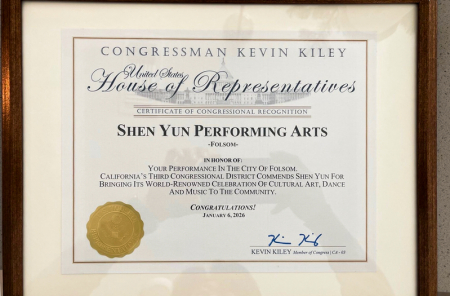 CONGRESSMAN KEVIN KILEY
United States
House of Representatives
CERTIFICATE OF CONGRESSIONAL RECOGNITION
SHEN YUN PERFORMING ARTS
-FOLSOM-
IN HONOR OF:
YOUR PERFORMANCE IN THE CITY OF FOLSOM.
CALIFORNIA'S THIRD CONGRESSIONAL DISTRICT COMMENDS SHEN YUN FOR
BRINGING ITS WORLD-RENOWNED CELEBRATION OF CULTURAL ART, DANCE
AND MUSIC TO THE COMMUNITY.
CONGRATULATIONS!
JANUARY 6, 2026
KEVIN KILEY Member of Congress | CA - 03